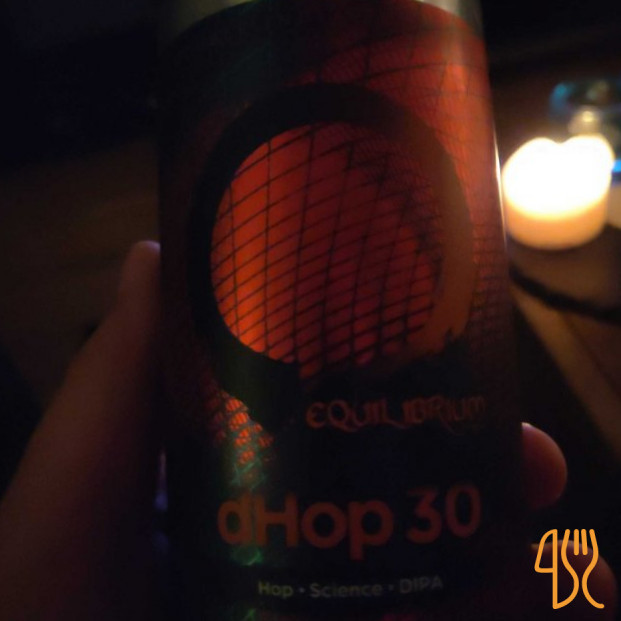 EQUILIBRIUM
dHop 30
Hop • Science • DIPA